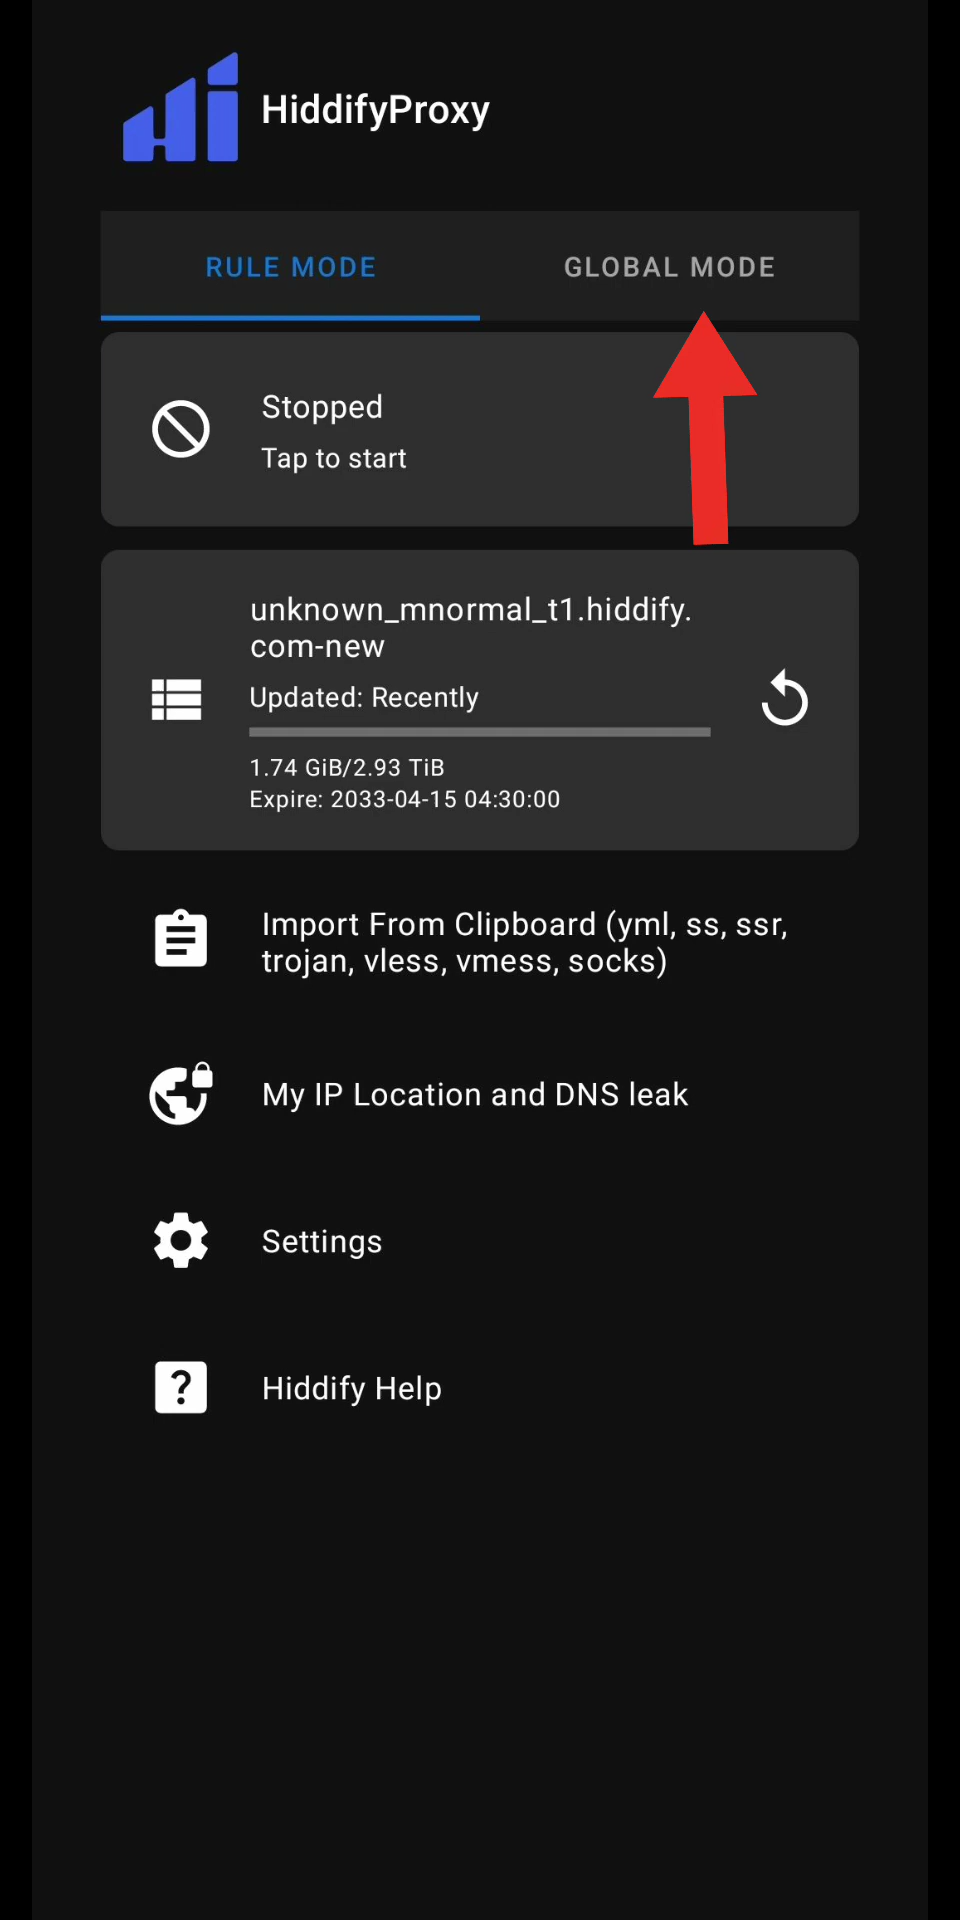 HiddifyProxy
RULE MODE
GLOBAL MODE
Stopped
Tap to start
unknown_mnormal_t1.hiddify.
com-new
Updated: Recently
1.74 GiB/2.93 TiB
Expire: 2033-04-15 04:30:00
Import From Clipboard (yml, ss, ssr,
trojan, vless, vmess, socks)
My IP Location and DNS leak
Settings
Hiddify Help